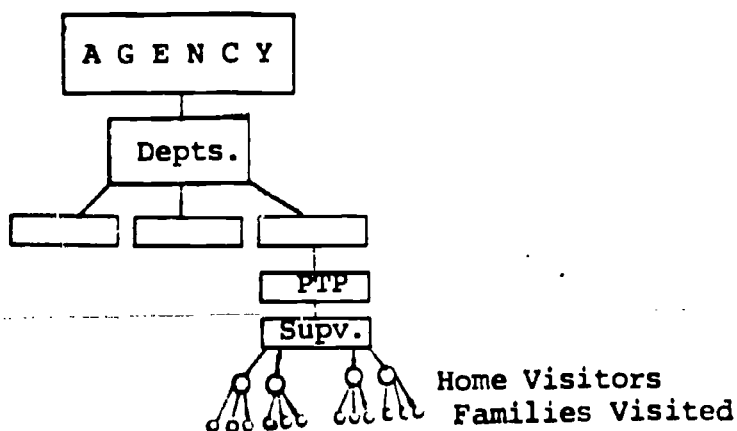 A G E N C Y
Depts.
PTP
Supv.
Home Visitors
Families Visited